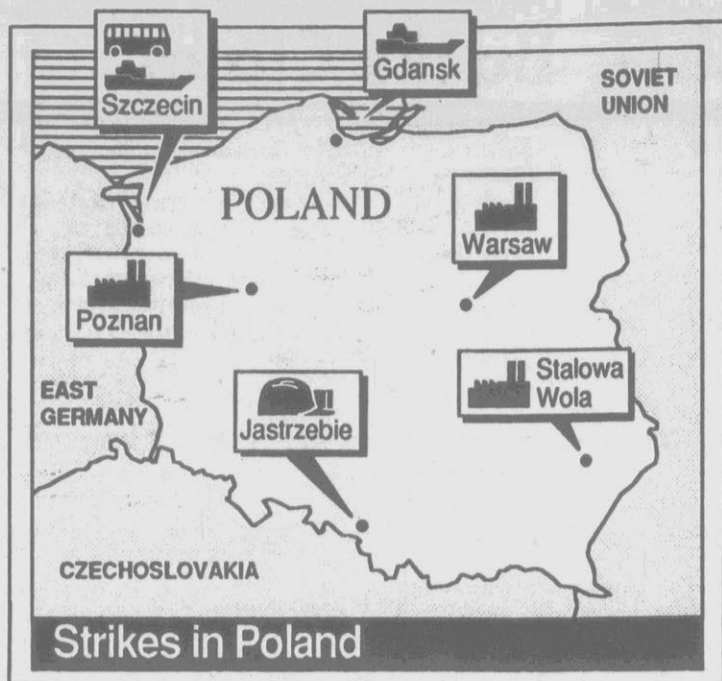 Szczecin
Gdansk
SOVIET
UNION
POLAND
Warsaw
Poznan
EAST
GERMANY
Jastrzebie
Stalowa
Wola
CZECHOSLOVAKIA
Strikes in Poland